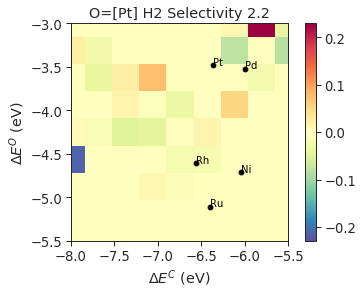 O=[Pt] H2 Selectivity 2.2
−3.0
−3.5
−4.0
−4.5
−5.0
−5.5
ΔE^O (eV)
Pt
Pd
Rh
Ni
Ru
−8.0 −7.5 −7.0 −6.5 −6.0 −5.5
ΔE^C (eV)
0.2
0.1
0.0
−0.1
−0.2